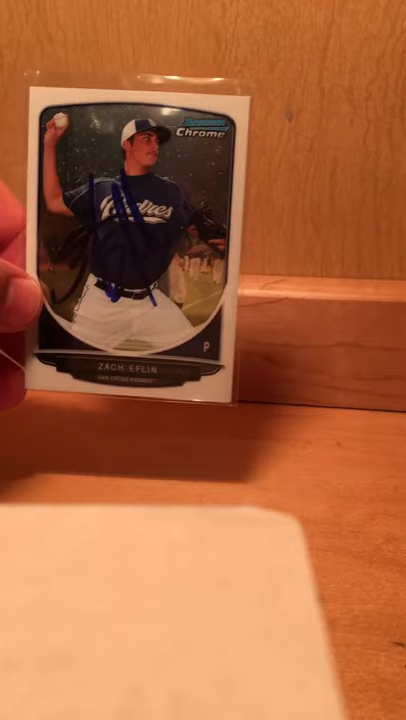 Bowman
Chrome
Padres
P
ZACH EFLIN
SAN DIEGO PADRES